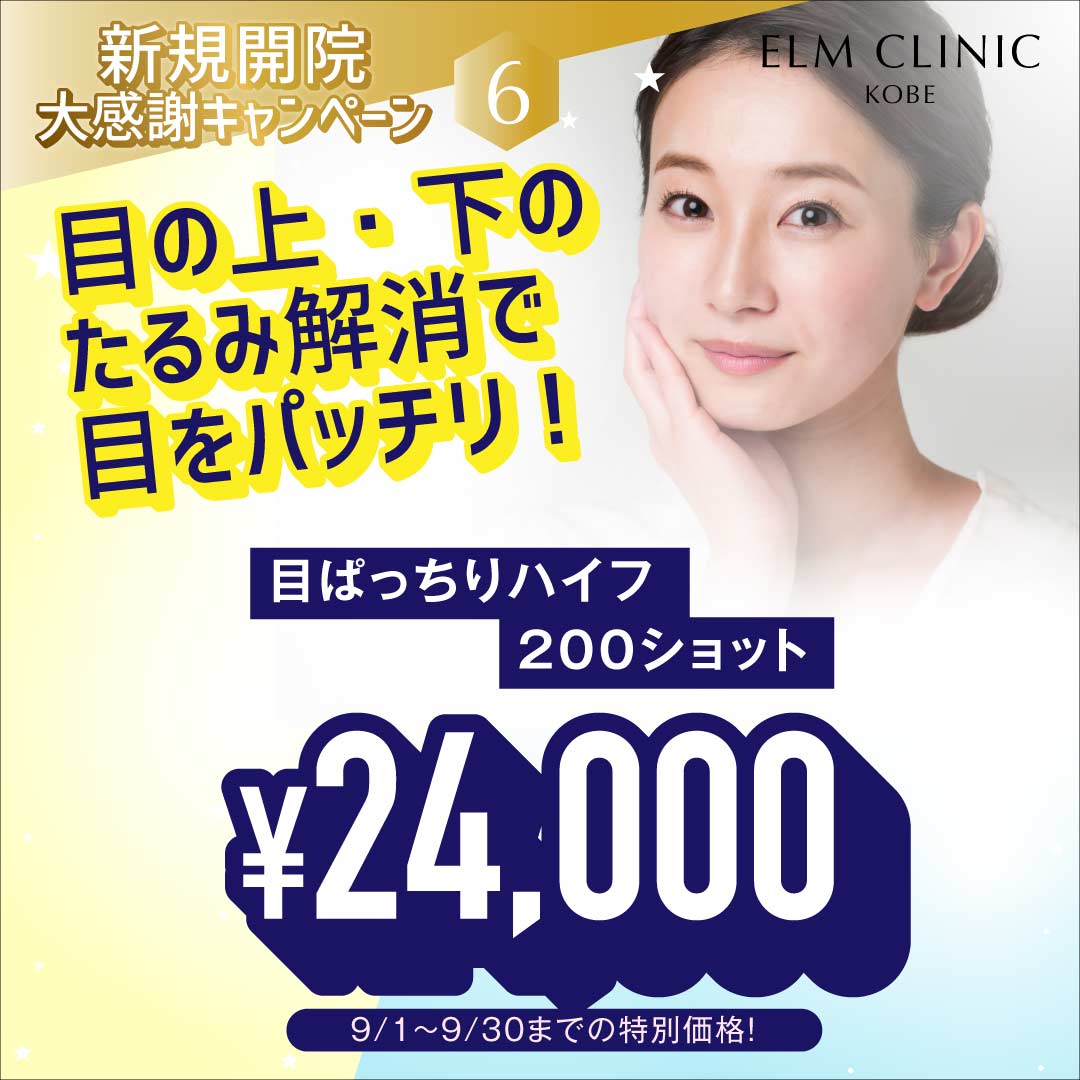 新規開院
大感謝キャンペーン
6
ELM CLINIC
KOBE
目の上・下の
たるみ解消で
目をパッチリ！
目ぱっちりハイフ
200ショット
¥24,000
9/1〜9/30までの特別価格!